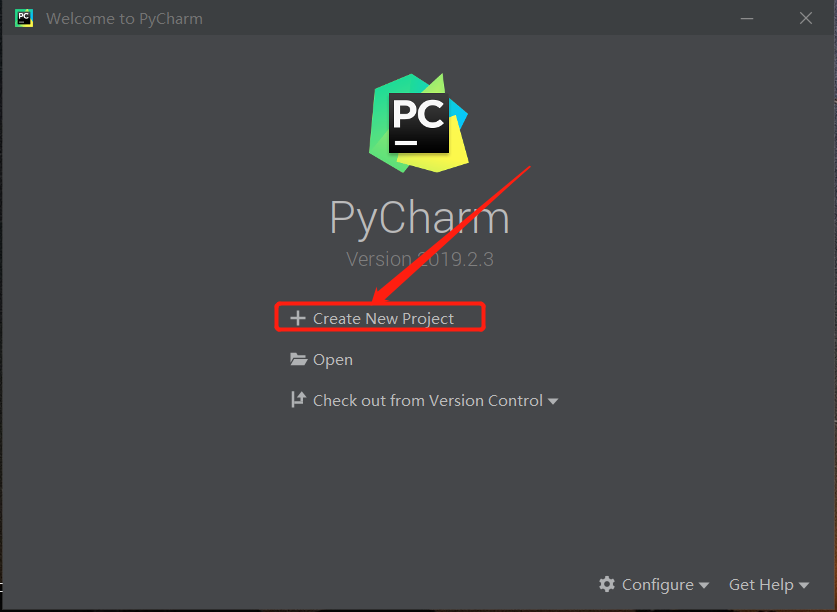 PC
Welcome to PyCharm
PC
PyCharm
Version 2019.2.3
Create New Project
Open
Check out from Version Control
Configure
Get Help